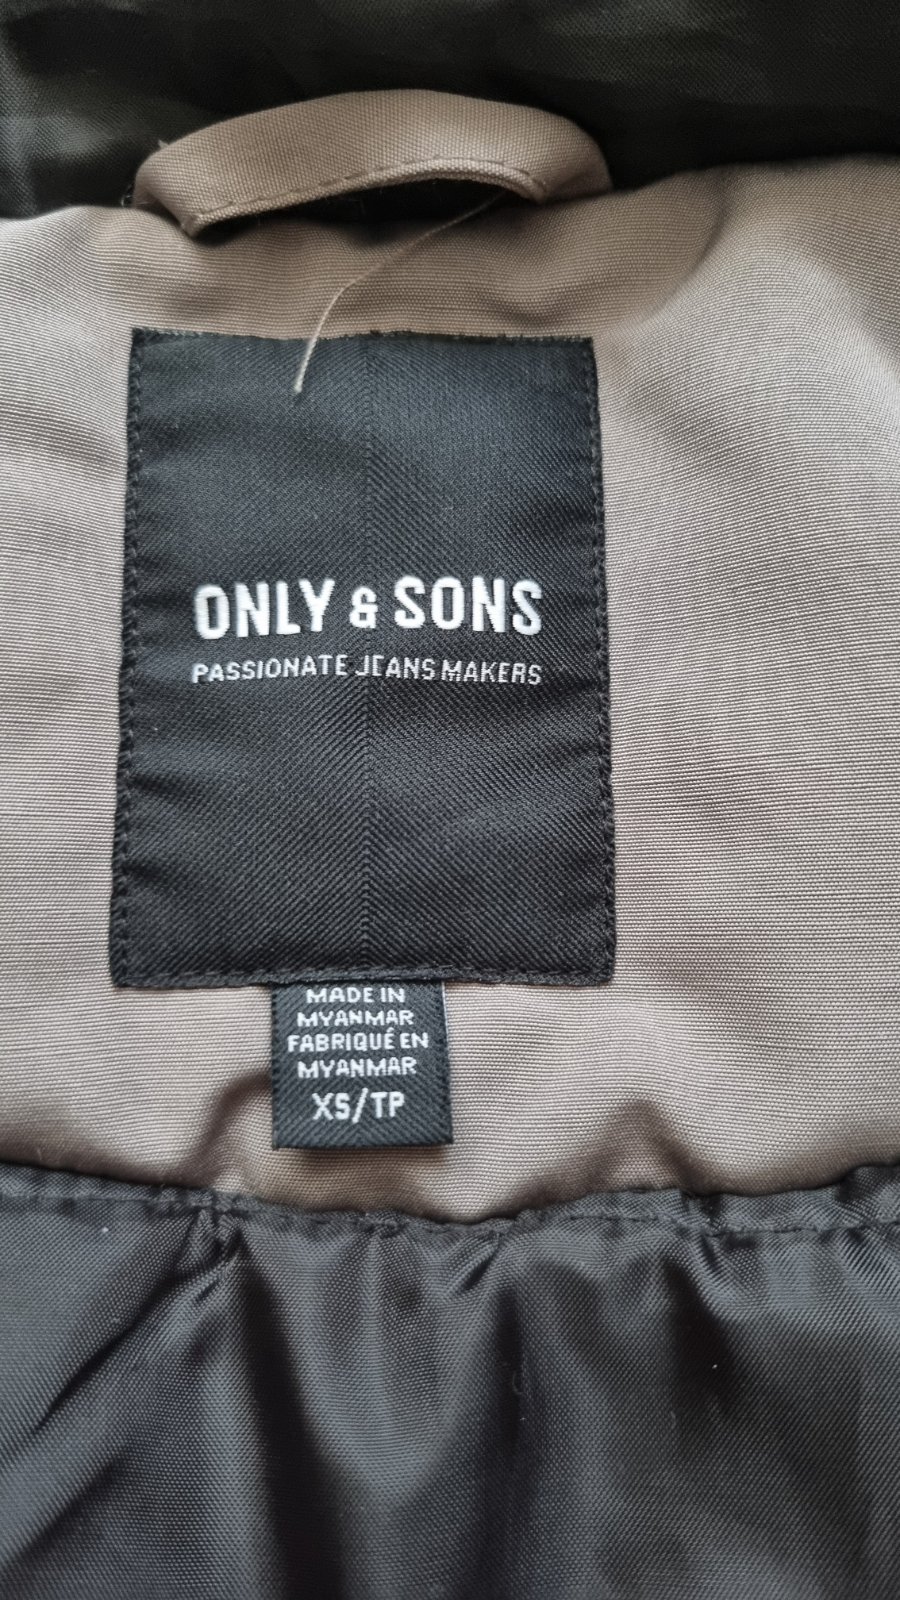 ONLY & SONS
PASSIONATE JEANS MAKERS
MADE IN
MYANMAR
FABRIQUÉ EN
MYANMAR
XS/TP